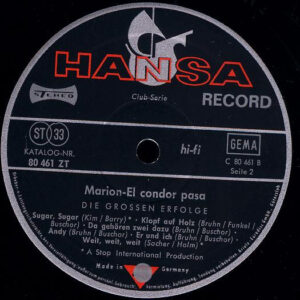 HANSA
STEREO
Club-Serie
RECORD
ST 33
KATALOG-NR.
80 461 ZT
hi-fi
GEMA
C 80 461 B
Seite 2
Marion-El condor pasa
DIE GROSSEN ERFOLGE
Sugar, Sugar (Kim / Barry)* · Klopf auf Holz (Bruhn / Funkel /
Buschor) · Da gehören zwei dazu (Bruhn / Buschor) ·
Andy (Bruhn / Buschor) · Er und ich (Bruhn / Buschor) ·
Weit, weit, weit (Sacher / Holm)
* A Stop International Production
Made in Germany